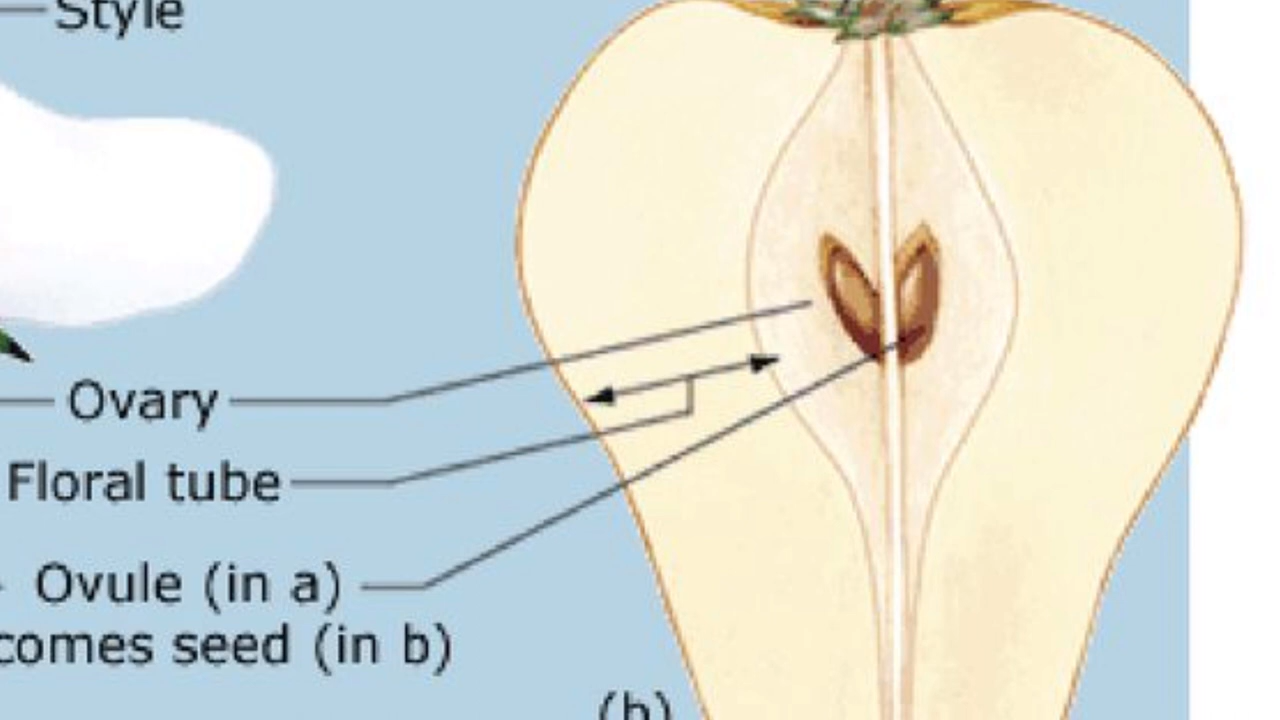 Style
Ovary
Floral tube
Ovule (in a)
comes seed (in b)
(b)